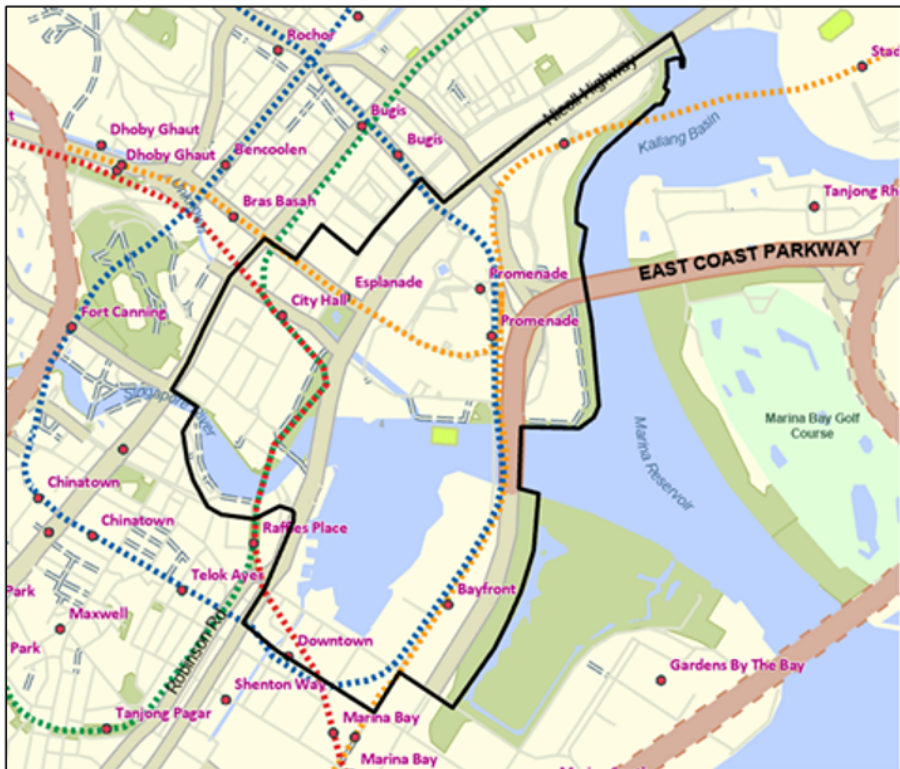 Rochor
Stad
Nicoll Highway
Bugis
t
Dhoby Ghaut
Bugis
Kallang Basin
Dhoby Ghaut
Bencoolen
Tanjong Rh
Bras Basah
EAST COAST PARKWAY
Promenade
Esplanade
City Hall
Fort Canning
Promenade
Singapore River
Marina Bay Golf
Course
Marina Reservoir
Chinatown
Chinatown
Raffles Place
Telok Ayer
Park
Bayfront
Maxwell
Robinson Rd
Downtown
Park
Gardens By The Bay
Shenton Way
Tanjong Pagar
Marina Bay
Marina Bay